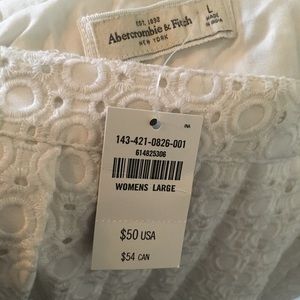 EST. 1892
Abercrombie & Fitch
NEW YORK
L
MADE
IN INDIA
INA
143-421-0826-001
614825306
WOMENS LARGE
$50 USA
$54 CAN